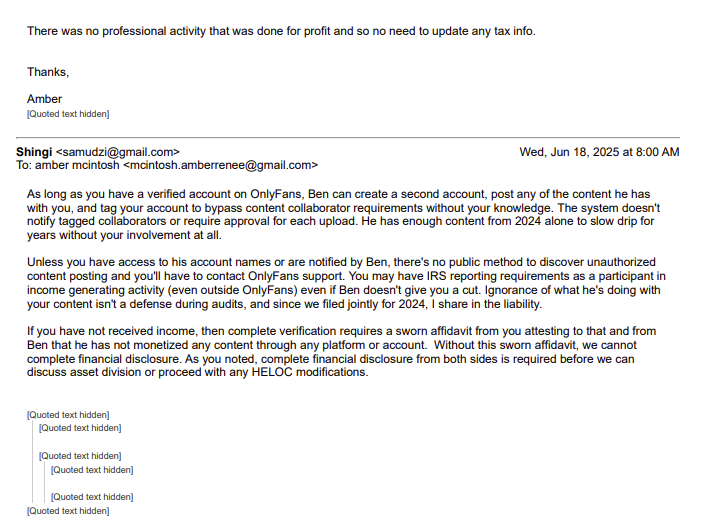 There was no professional activity that was done for profit and so no need to update any tax info.
Thanks,
Amber
[Quoted text hidden]
Shingi <samudzi@gmail.com> Wed, Jun 18, 2025 at 8:00 AM
To: amber mcintosh <mcintosh.amberrenee@gmail.com>
As long as you have a verified account on OnlyFans, Ben can create a second account, post any of the content he has
with you, and tag your account to bypass content collaborator requirements without your knowledge. The system doesn't
notify tagged collaborators or require approval for each upload. He has enough content from 2024 alone to slow drip for
years without your involvement at all.
Unless you have access to his account names or are notified by Ben, there's no public method to discover unauthorized
content posting and you'll have to contact OnlyFans support. You may have IRS reporting requirements as a participant in
income generating activity (even outside OnlyFans) even if Ben doesn't give you a cut. Ignorance of what he's doing with
your content isn't a defense during audits, and since we filed jointly for 2024, I share in the liability.
If you have not received income, then complete verification requires a sworn affidavit from you attesting to that and from
Ben that he has not monetized any content through any platform or account.  Without this sworn affidavit, we cannot
complete financial disclosure. As you noted, complete financial disclosure from both sides is required before we can
discuss asset division or proceed with any HELOC modifications.
[Quoted text hidden]
[Quoted text hidden]
[Quoted text hidden]
[Quoted text hidden]
[Quoted text hidden]
[Quoted text hidden]